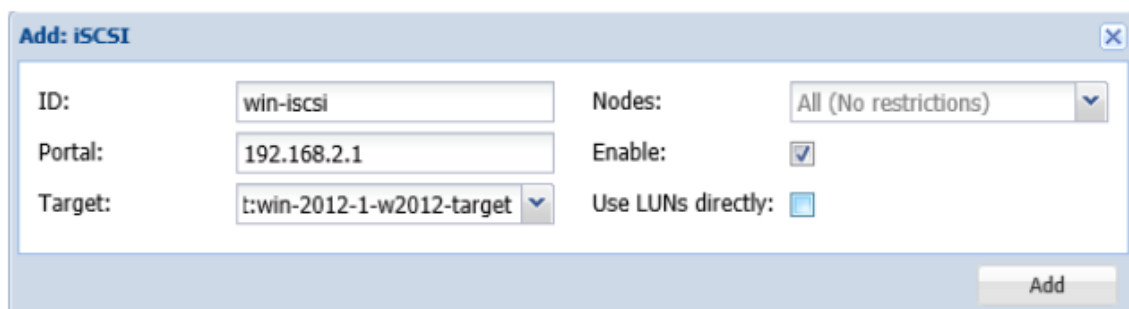 Add: iSCSI
ID: win-iscsi Nodes: All (No restrictions)
Portal: 192.168.2.1 Enable:
Target: t:win-2012-1-w2012-target Use LUNs directly:
Add